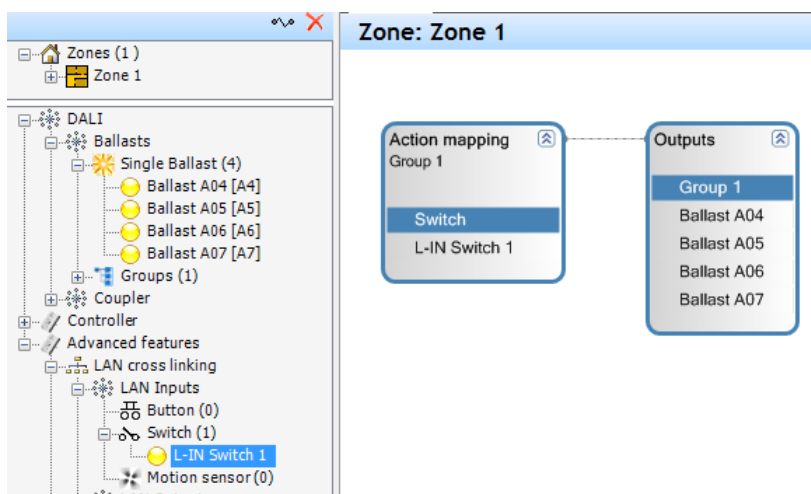 Zones (1 )
Zone 1
DALI
Ballasts
Single Ballast (4)
Ballast A04 [A4]
Ballast A05 [A5]
Ballast A06 [A6]
Ballast A07 [A7]
Groups (1)
Coupler
Controller
Advanced features
LAN cross linking
LAN Inputs
Button (0)
Switch (1)
L-IN Switch 1
Motion sensor(0)
Zone: Zone 1
Action mapping
Group 1
Switch
L-IN Switch 1
Outputs
Group 1
Ballast A04
Ballast A05
Ballast A06
Ballast A07